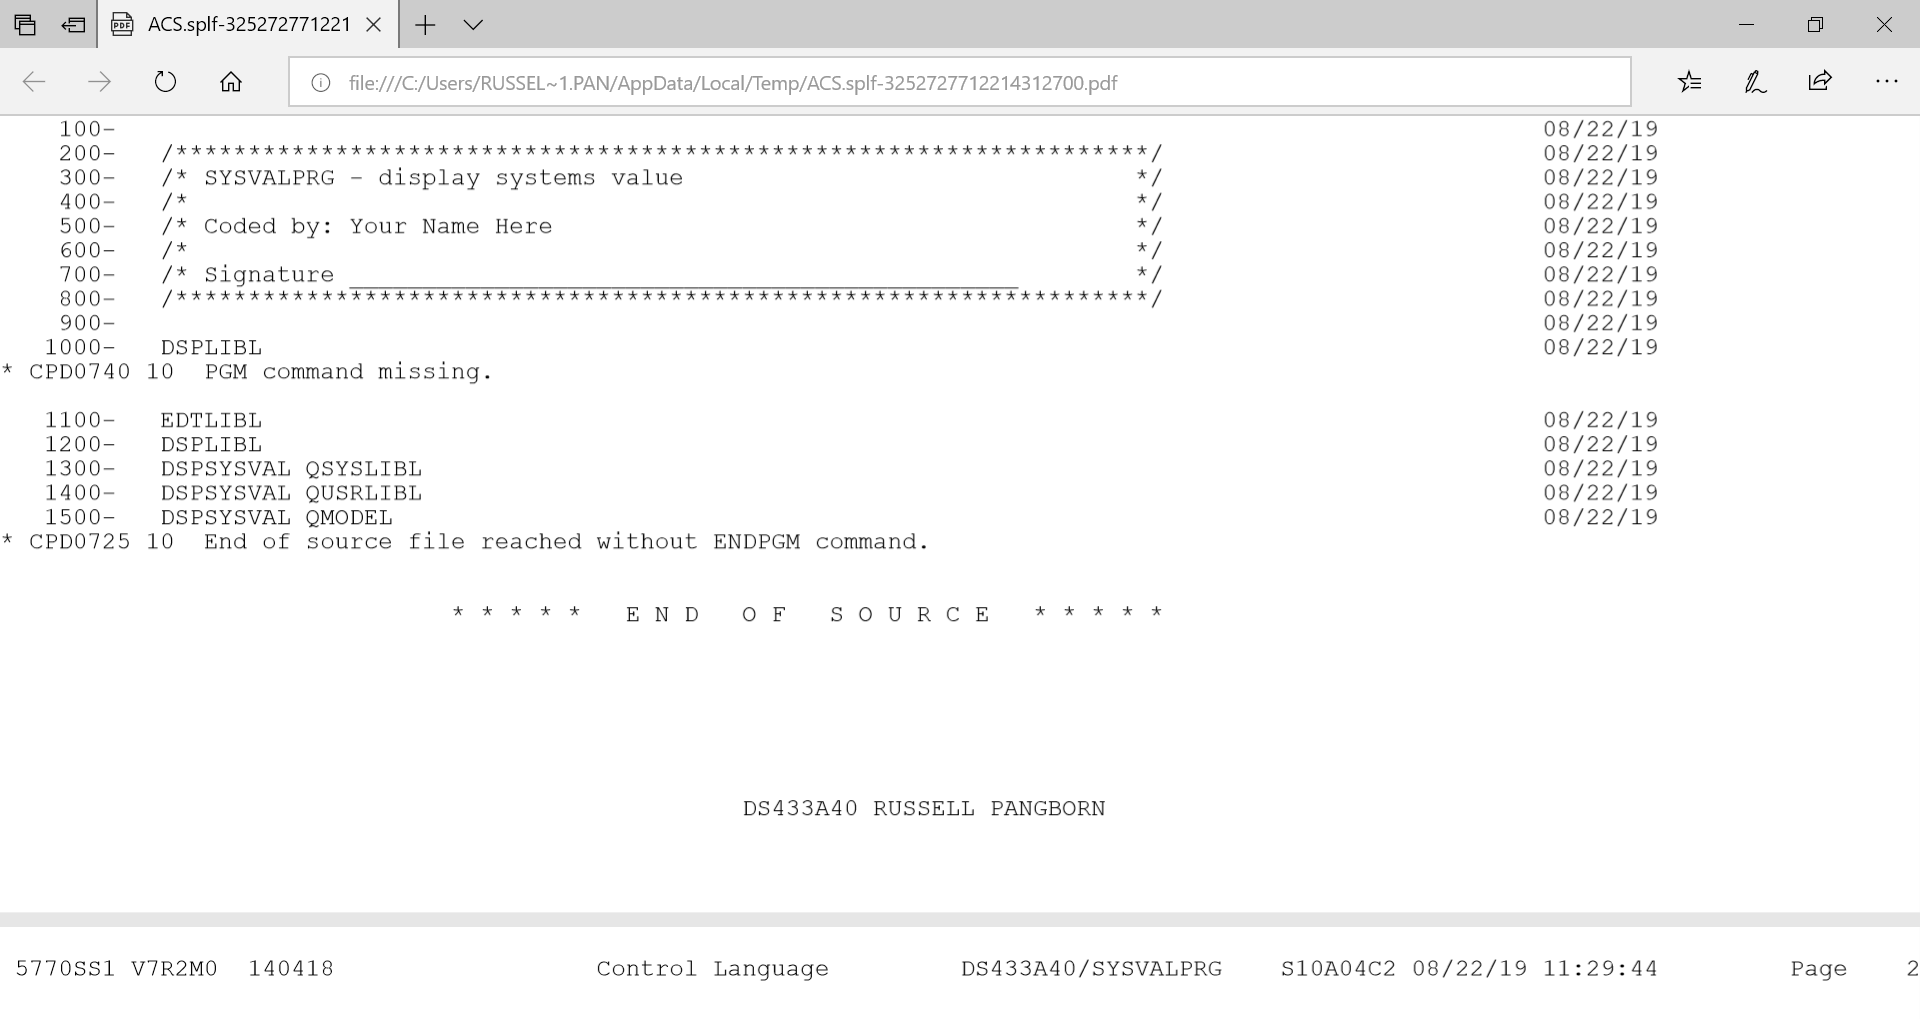 ACS.splf-325272771221
file:///C:/Users/RUSSEL~1.PAN/AppData/Local/Temp/ACS.splf-3252727712214312700.pdf
100- 08/22/19
200- /*******************************************************************/ 08/22/19
300- /* SYSVALPRG - display systems value */ 08/22/19
400- /* */ 08/22/19
500- /* Coded by: Your Name Here */ 08/22/19
600- /* */ 08/22/19
700- /* Signature ______________________________________________ */ 08/22/19
800- /*******************************************************************/ 08/22/19
900- 08/22/19
1000- DSPLIBL 08/22/19
* CPD0740 10 PGM command missing.
1100- EDTLIBL 08/22/19
1200- DSPLIBL 08/22/19
1300- DSPSYSVAL QSYSLIBL 08/22/19
1400- DSPSYSVAL QUSRLIBL 08/22/19
1500- DSPSYSVAL QMODEL 08/22/19
* CPD0725 10 End of source file reached without ENDPGM command.
* * * * * E N D O F S O U R C E * * * * *
DS433A40 RUSSELL PANGBORN
5770SS1 V7R2M0 140418 Control Language DS433A40/SYSVALPRG S10A04C2 08/22/19 11:29:44 Page 2